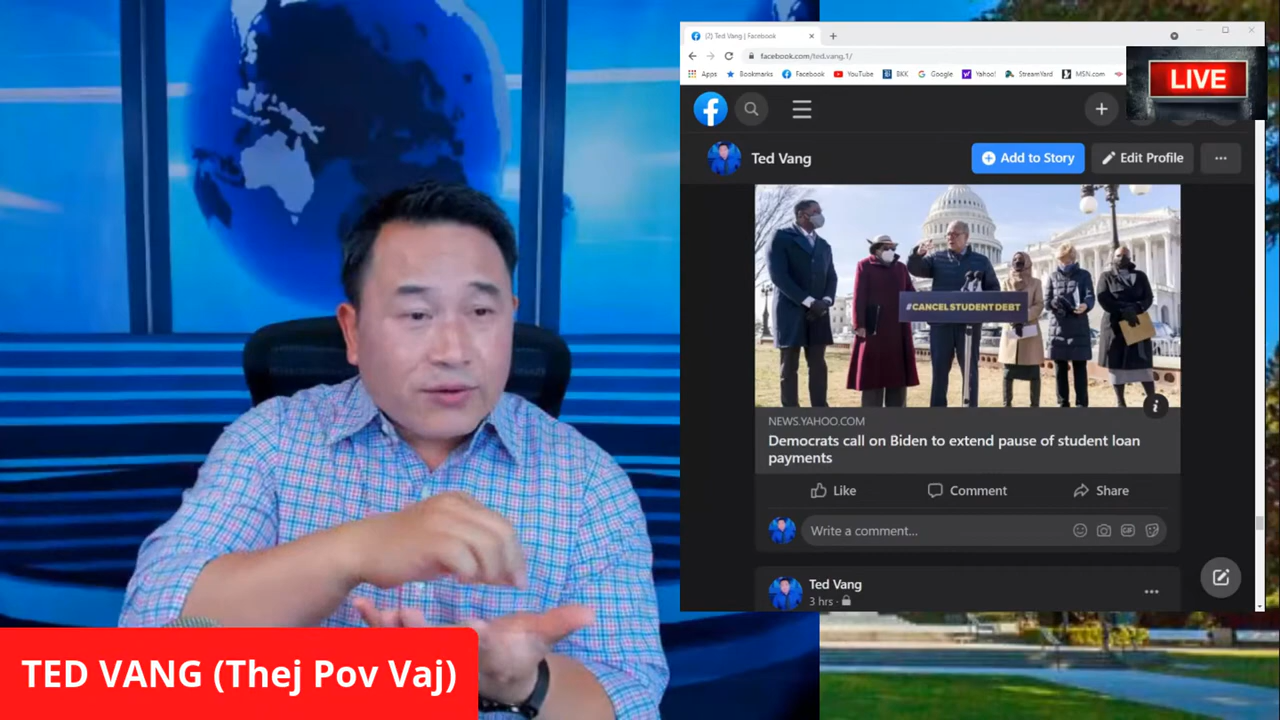 (2) Ted Vang | Facebook
facebook.com/ted.vang.1/
Apps Bookmarks Facebook YouTube BKK Google Yahoo! StreamYard MSN.com
LIVE
Ted Vang
Add to Story
Edit Profile
#CANCELSTUDENTDEBT
NEWS.YAHOO.COM
Democrats call on Biden to extend pause of student loan
payments
Like
Comment
Share
Write a comment...
GIF
Ted Vang
3 hrs ·
TED VANG (Thej Pov Vaj)